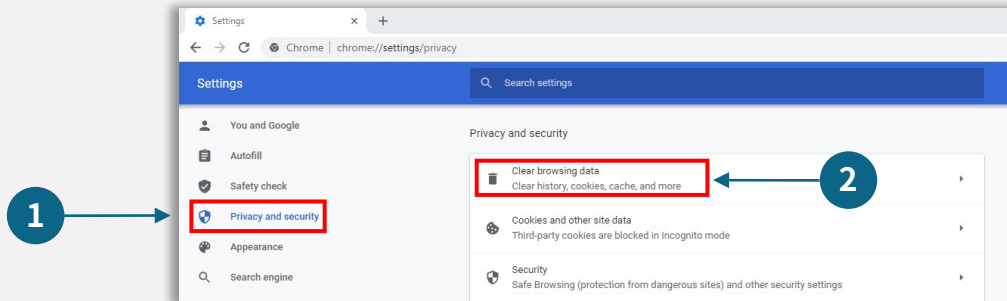 Settings
Chrome | chrome://settings/privacy
Settings
Search settings
You and Google
Autofill
Safety check
Privacy and security
Appearance
Search engine
Privacy and security
Clear browsing data
Clear history, cookies, cache, and more
Cookies and other site data
Third-party cookies are blocked in Incognito mode
Security
Safe Browsing (protection from dangerous sites) and other security settings
1
2